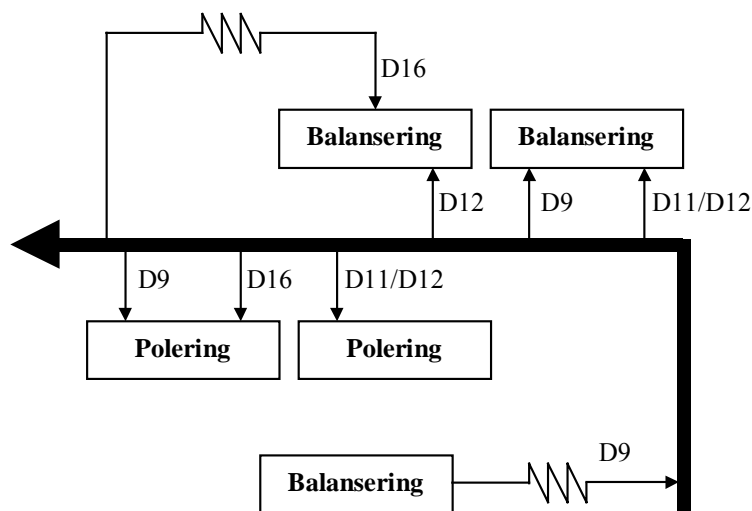 D16
Balansering
Balansering
D12
D9
D11/D12
D9
D16
D11/D12
Polering
Polering
D9
Balansering